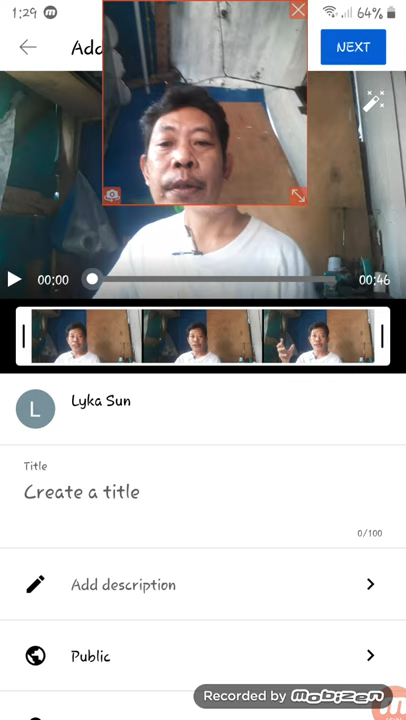 1:29 64%
Add
NEXT
00:00 00:46
L Lyka Sun
Title
Create a title
0/100
Add description
Public
Recorded by MOBIZEN